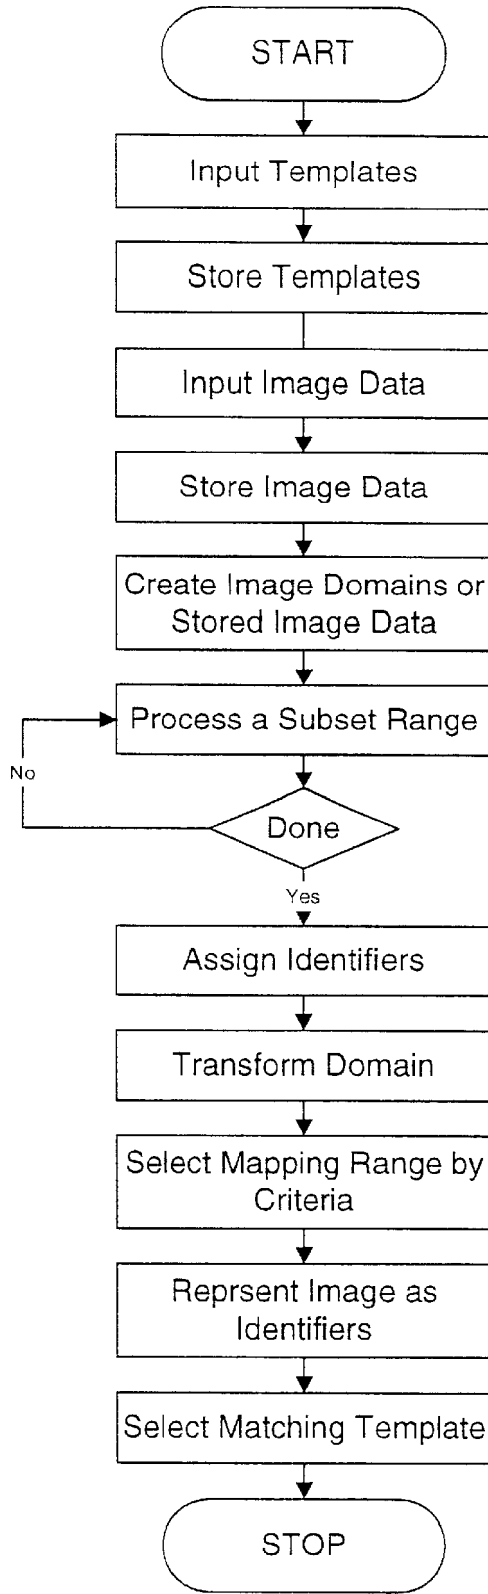 START
Input Templates
Store Templates
Input Image Data
Store Image Data
Create Image Domains or
Stored Image Data
Process a Subset Range
No
Done
Yes
Assign Identifiers
Transform Domain
Select Mapping Range by
Criteria
Reprsent Image as
Identifiers
Select Matching Template
STOP